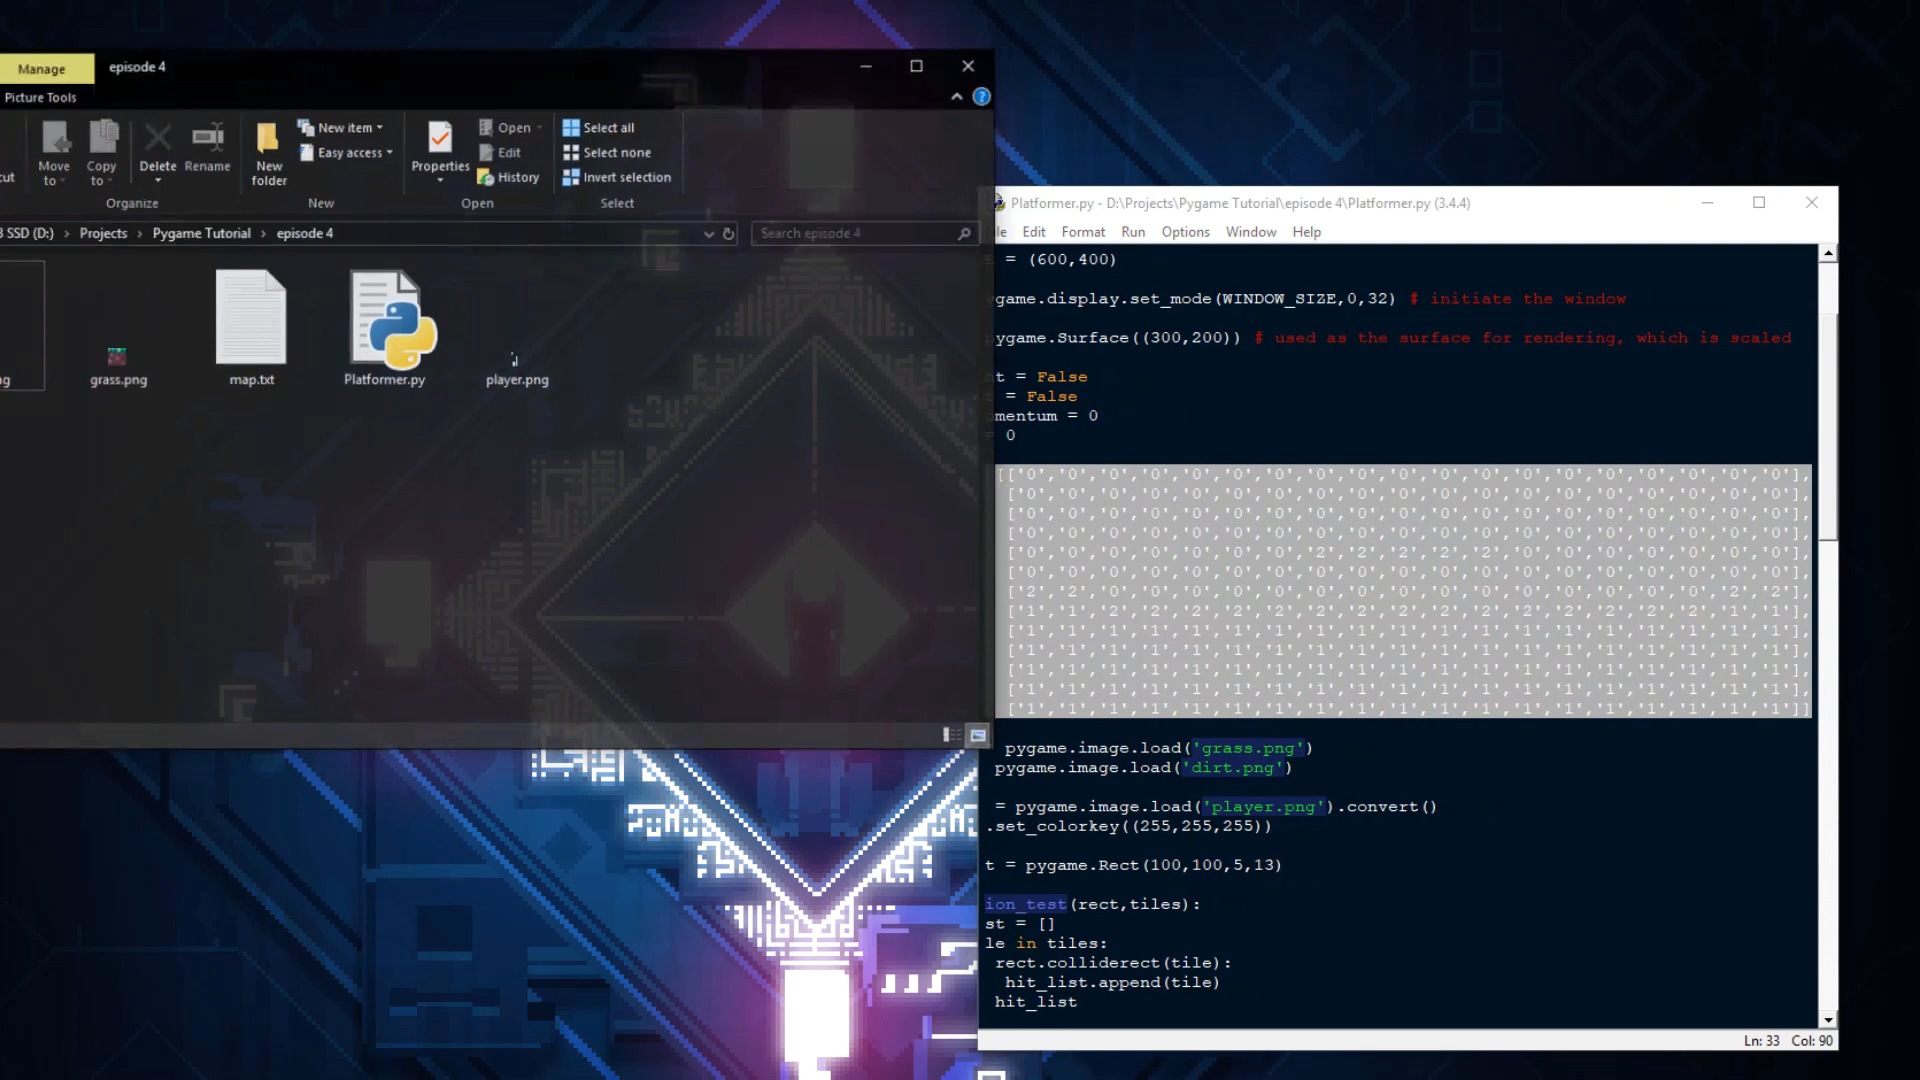 Manage
episode 4
Picture Tools
Move to
Copy to
Delete
Rename
Organize
New folder
New item
Easy access
New
Properties
Open
Edit
History
Open
Select all
Select none
Invert selection
Select
SSD (D:) > Projects > Pygame Tutorial > episode 4
Search episode 4
grass.png
map.txt
Platformer.py
player.png
Platformer.py - D:\Projects\Pygame Tutorial\episode 4\Platformer.py (3.4.4)
Edit Format Run Options Window Help
= (600,400)
ygame.display.set_mode(WINDOW_SIZE,0,32) # initiate the window
pygame.Surface((300,200)) # used as the surface for rendering, which is scaled
ht = False
= False
omentum = 0
= 0
[['0','0','0','0','0','0','0','0','0','0','0','0','0','0','0','0','0','0','0'],
['0','0','0','0','0','0','0','0','0','0','0','0','0','0','0','0','0','0','0'],
['0','0','0','0','0','0','0','0','0','0','0','0','0','0','0','0','0','0','0'],
['0','0','0','0','0','0','0','0','0','0','0','0','0','0','0','0','0','0','0'],
['0','0','0','0','0','0','0','2','2','2','2','2','0','0','0','0','0','0','0'],
['0','0','0','0','0','0','0','0','0','0','0','0','0','0','0','0','0','0','0'],
['2','2','0','0','0','0','0','0','0','0','0','0','0','0','0','0','0','2','2'],
['1','1','2','2','2','2','2','2','2','2','2','2','2','2','2','2','2','1','1'],
['1','1','1','1','1','1','1','1','1','1','1','1','1','1','1','1','1','1','1'],
['1','1','1','1','1','1','1','1','1','1','1','1','1','1','1','1','1','1','1'],
['1','1','1','1','1','1','1','1','1','1','1','1','1','1','1','1','1','1','1'],
['1','1','1','1','1','1','1','1','1','1','1','1','1','1','1','1','1','1','1'],
['1','1','1','1','1','1','1','1','1','1','1','1','1','1','1','1','1','1','1']]
pygame.image.load('grass.png')
pygame.image.load('dirt.png')
= pygame.image.load('player.png').convert()
.set_colorkey((255,255,255))
t = pygame.Rect(100,100,5,13)
ion_test(rect,tiles):
st = []
le in tiles:
rect.colliderect(tile):
hit_list.append(tile)
hit_list
Ln: 33 Col: 90